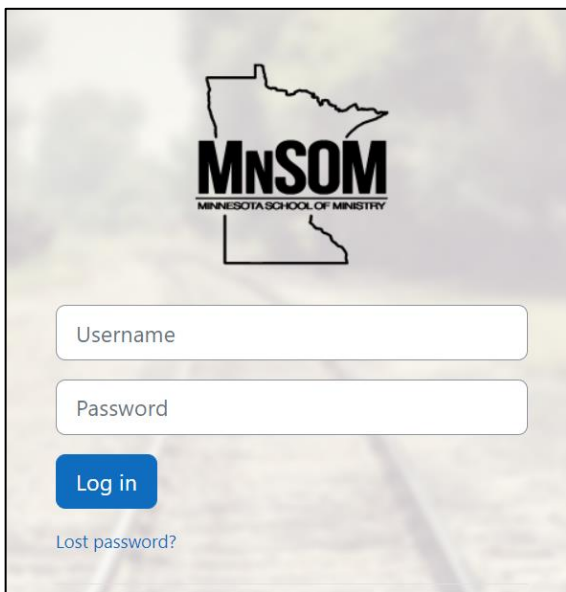 MNSOM
MINNESOTA SCHOOL OF MINISTRY
Username
Password
Log in
Lost password?